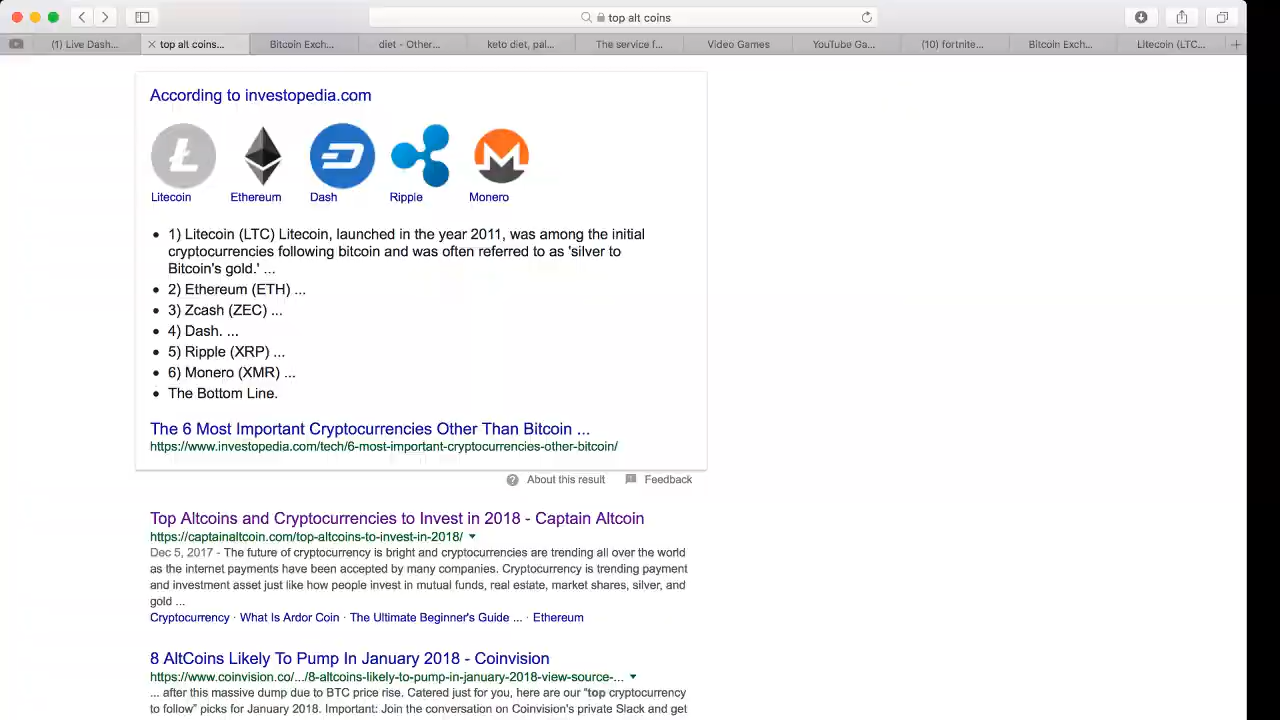 top alt coins
(1) Live Dash...
top alt coins...
Bitcoin Exch...
diet - Other...
keto diet, pal...
The service f...
Video Games
YouTube Ga...
(10) fortnite...
Bitcoin Exch...
Litecoin (LTC...
According to investopedia.com
Litecoin
Ethereum
Dash
Ripple
Monero
1) Litecoin (LTC) Litecoin, launched in the year 2011, was among the initial
cryptocurrencies following bitcoin and was often referred to as 'silver to
Bitcoin's gold.' ...
2) Ethereum (ETH) ...
3) Zcash (ZEC) ...
4) Dash. ...
5) Ripple (XRP) ...
6) Monero (XMR) ...
The Bottom Line.
The 6 Most Important Cryptocurrencies Other Than Bitcoin ...
https://www.investopedia.com/tech/6-most-important-cryptocurrencies-other-bitcoin/
About this result
Feedback
Top Altcoins and Cryptocurrencies to Invest in 2018 - Captain Altcoin
https://captainaltcoin.com/top-altcoins-to-invest-in-2018/
Dec 5, 2017 - The future of cryptocurrency is bright and cryptocurrencies are trending all over the world
as the internet payments have been accepted by many companies. Cryptocurrency is trending payment
and investment asset just like how people invest in mutual funds, real estate, market shares, silver, and
gold ...
Cryptocurrency · What Is Ardor Coin · The Ultimate Beginner's Guide ... · Ethereum
8 AltCoins Likely To Pump In January 2018 - Coinvision
https://www.coinvision.co/.../8-altcoins-likely-to-pump-in-january-2018-view-source-...
... after this massive dump due to BTC price rise. Catered just for you, here are our "top cryptocurrency
to follow" picks for January 2018. Important: Join the conversation on Coinvision's private Slack and get